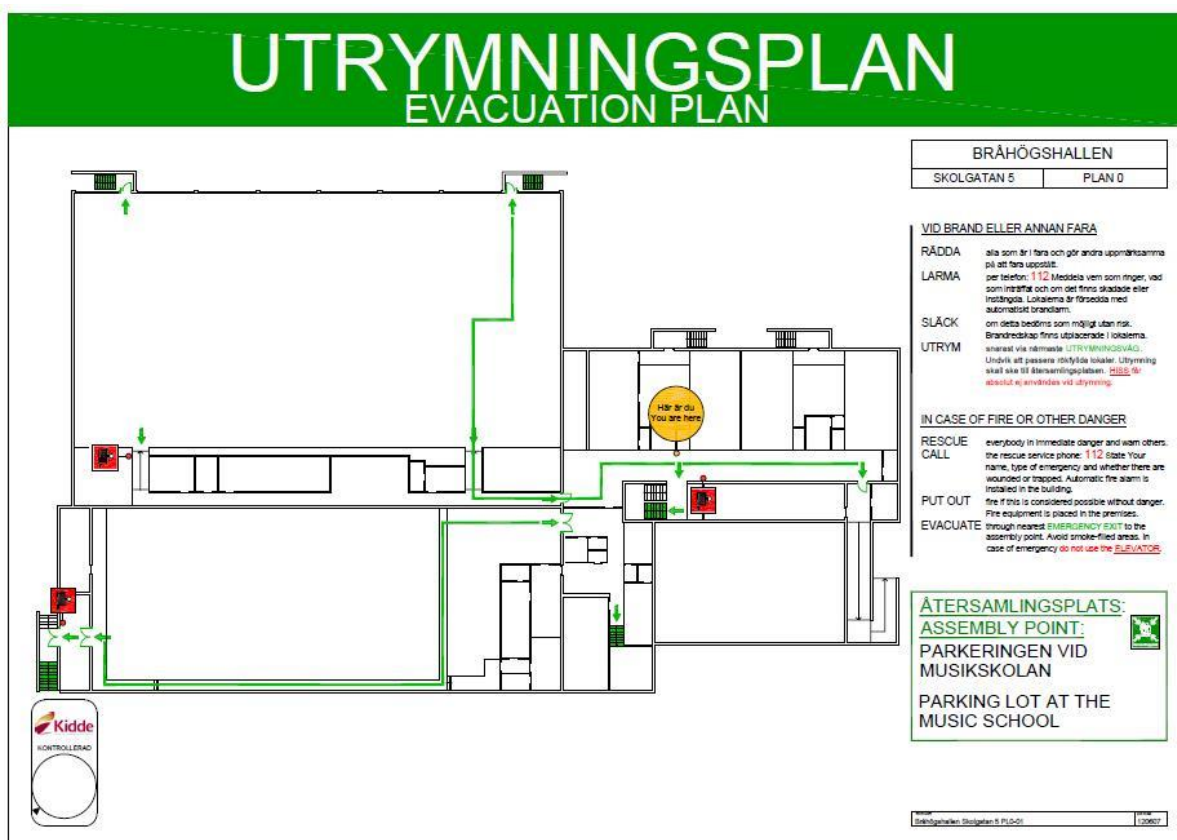 UTRYMNINGSPLAN
EVACUATION PLAN
BRÅHÖGSHALLEN
SKOLGATAN 5 PLAN 0
VID BRAND ELLER ANNAN FARA
RÄDDA alla som är i fara och gör andra uppmärksamma
på att fara uppstått.
LARMA per telefon: 112 Meddela vem som ringer, vad
som inträffat och om det finns skadade eller
instängda. Lokalerna är försedda med
automatiskt brandlarm.
SLÄCK om detta bedöms som möjligt utan risk.
Brandredskap finns utplacerade i lokalerna.
UTRYM snarast via närmaste UTRYMNINGSVÄG.
Undvik att passera rökfyllda lokaler. Utrymning
skall ske till återsamlingsplatsen. HISS får
absolut ej användas vid utrymning.
Här är du
You are here
IN CASE OF FIRE OR OTHER DANGER
RESCUE everybody in immediate danger and warn others.
CALL the rescue service phone: 112 State Your
name, type of emergency and whether there are
wounded or trapped. Automatic fire alarm is
installed in the building.
PUT OUT fire if this is considered possible without danger.
Fire equipment is placed in the premises.
EVACUATE through nearest EMERGENCY EXIT to the
assembly point. Avoid smoke-filled areas. In
case of emergency do not use the ELEVATOR.
ÅTERSAMLINGSPLATS:
ASSEMBLY POINT:
PARKERINGEN VID
MUSIKSKOLAN
PARKING LOT AT THE
MUSIC SCHOOL
Kidde
KONTROLLERAD
Bråhögshallen Skolgatan 5 PL0-01 120607